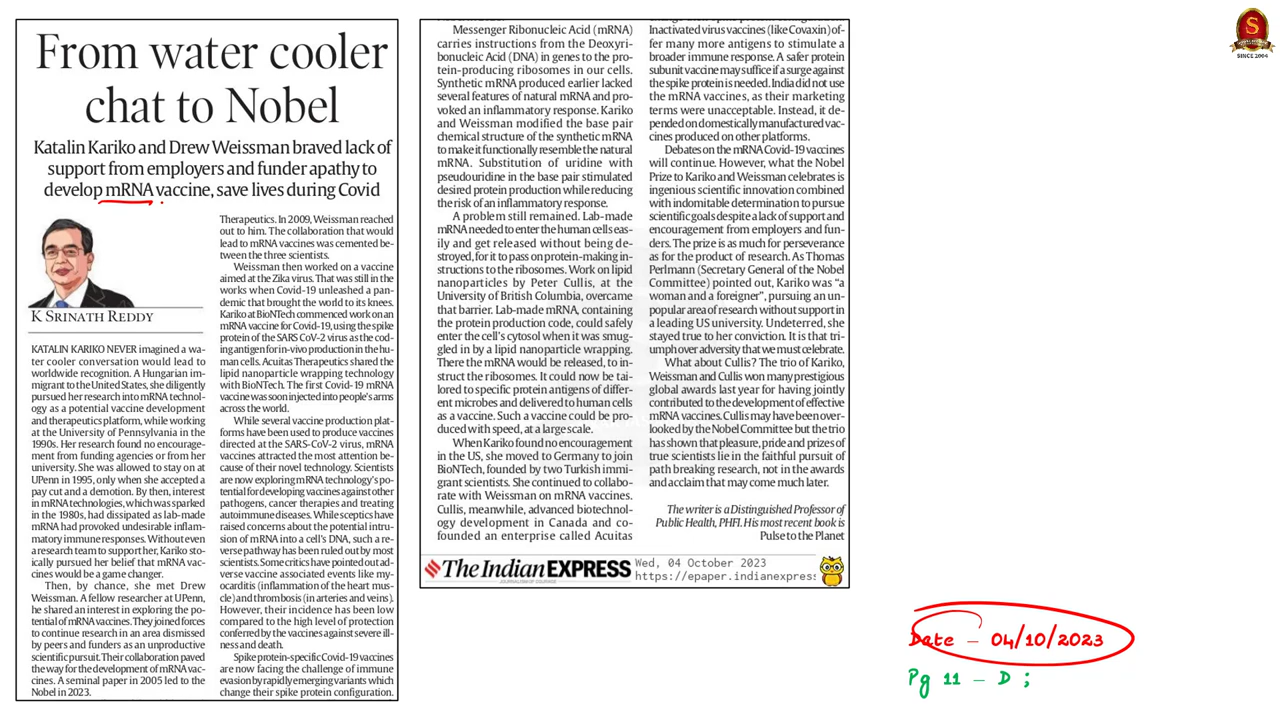 From water cooler
chat to Nobel
Katalin Kariko and Drew Weissman braved lack of
support from employers and funder apathy to
develop mRNA vaccine, save lives during Covid
K SRINATH REDDY
KATALIN KARIKO NEVER imagined a wa-
ter cooler conversation would lead to
worldwide recognition. A Hungarian im-
migrant to the United States, she diligently
pursued her research into mRNA technol-
ogy as a potential vaccine development
and therapeutics platform, while working
at the University of Pennsylvania in the
1990s. Her research found no encourage-
ment from funding agencies or from her
university. She was allowed to stay on at
UPenn in 1995, only when she accepted a
pay cut and a demotion. By then, interest
in mRNA technologies, which was sparked
in the 1980s, had dissipated as lab-made
mRNA had provoked undesirable inflam-
matory immune responses. Without even
a research team to support her, Kariko sto-
ically pursued her belief that mRNA vac-
cines would be a game changer.
Then, by chance, she met Drew
Weissman. A fellow researcher at UPenn,
he shared an interest in exploring the po-
tential of mRNA vaccines. They joined forces
to continue research in an area dismissed
by peers and funders as an unproductive
scientific pursuit. Their collaboration paved
the way for the development of mRNA vac-
cines. A seminal paper in 2005 led to the
Nobel in 2023.
Messenger Ribonucleic Acid (mRNA)
carries instructions from the Deoxyri-
bonucleic Acid (DNA) in genes to the pro-
tein-producing ribosomes in our cells.
Synthetic mRNA produced earlier lacked
several features of natural mRNA and pro-
voked an inflammatory response. Kariko
and Weissman modified the base pair
chemical structure of the synthetic mRNA
to make it functionally resemble the natural
mRNA. Substitution of uridine with
pseudouridine in the base pair stimulated
desired protein production while reducing
the risk of an inflammatory response.
A problem still remained. Lab-made
mRNA needed to enter the human cells eas-
ily and get released without being de-
stroyed, for it to pass on protein-making in-
structions to the ribosomes. Work on lipid
nanoparticles by Peter Cullis, at the
University of British Columbia, overcame
that barrier. Lab-made mRNA, containing
the protein production code, could safely
enter the cell's cytosol when it was smug-
gled in by a lipid nanoparticle wrapping.
There the mRNA would be released, to in-
struct the ribosomes. It could now be tai-
lored to specific protein antigens of differ-
ent microbes and delivered to human cells
as a vaccine. Such a vaccine could be pro-
duced with speed, at a large scale.
When Kariko found no encouragement
in the US, she moved to Germany to join
BioNTech, founded by two Turkish immi-
grant scientists. She continued to collabo-
rate with Weissman on mRNA vaccines.
Cullis, meanwhile, advanced biotechnol-
ogy development in Canada and co-
founded an enterprise called Acuitas
Therapeutics. In 2009, Weissman reached
out to him. The collaboration that would
lead to mRNA vaccines was cemented be-
tween the three scientists.
Weissman then worked on a vaccine
aimed at the Zika virus. That was still in the
works when Covid-19 unleashed a pan-
demic that brought the world to its knees.
Kariko at BioNTech commenced work on an
mRNA vaccine for Covid-19, using the spike
protein of the SARS CoV-2 virus as the cod-
ing antigen for in-vivo production in the hu-
man cells. Acuitas Therapeutics shared the
lipid nanoparticle wrapping technology
with BioNTech. The first Covid-19 mRNA
vaccine was soon injected into people's arms
across the world.
While several vaccine production plat-
forms have been used to produce vaccines
directed at the SARS-CoV-2 virus, mRNA
vaccines attracted the most attention be-
cause of their novel technology. Scientists
are now exploring mRNA technology's po-
tential for developing vaccines against other
pathogens, cancer therapies and treating
autoimmune diseases. While sceptics have
raised concerns about the potential intru-
sion of mRNA into a cell's DNA, such a re-
verse pathway has been ruled out by most
scientists. Some critics have pointed out ad-
verse vaccine associated events like my-
ocarditis (inflammation of the heart mus-
cle) and thrombosis (in arteries and veins).
However, their incidence has been low
compared to the high level of protection
conferred by the vaccines against severe ill-
ness and death.
Spike protein-specific Covid-19 vaccines
are now facing the challenge of immune
evasion by rapidly emerging variants which
change their spike protein configuration.
Inactivated virus vaccines (like Covaxin) of-
fer many more antigens to stimulate a
broader immune response. A safer protein
subunit vaccine may suffice if a surge against
the spike protein is needed. India did not use
the mRNA vaccines, as their marketing
terms were unacceptable. Instead, it de-
pended on domestically manufactured vac-
cines produced on other platforms.
Debates on the mRNA Covid-19 vaccines
will continue. However, what the Nobel
Prize to Kariko and Weissman celebrates is
ingenious scientific innovation combined
with indomitable determination to pursue
scientific goals despite a lack of support and
encouragement from employers and fun-
ders. The prize is as much for perseverance
as for the product of research. As Thomas
Perlmann (Secretary General of the Nobel
Committee) pointed out, Kariko was "a
woman and a foreigner", pursuing an un-
popular area of research without support in
a leading US university. Undeterred, she
stayed true to her conviction. It is that tri-
umph over adversity that we must celebrate.
What about Cullis? The trio of Kariko,
Weissman and Cullis won many prestigious
global awards last year for having jointly
contributed to the development of effective
mRNA vaccines. Cullis may have been over-
looked by the Nobel Committee but the trio
has shown that pleasure, pride and prizes of
true scientists lie in the faithful pursuit of
path breaking research, not in the awards
and acclaim that may come much later.
The writer is a Distinguished Professor of
Public Health, PHFI. His most recent book is
Pulse to the Planet
The Indian EXPRESS
JOURNALISM OF COURAGE
Wed, 04 October 2023
https://epaper.indianexpress
S
SINCE 2004
Date - 04/10/2023
Pg 11 - D ;